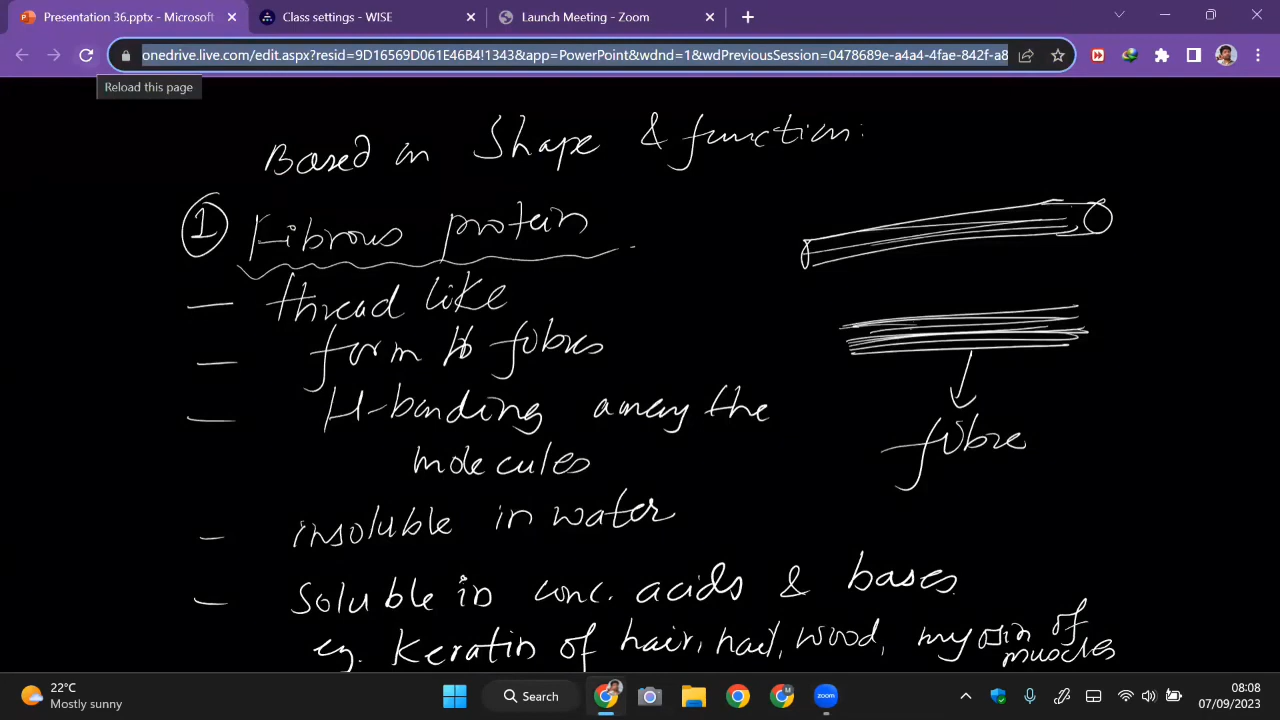 Presentation 36.pptx - Microsoft
Class settings - WISE
Launch Meeting - Zoom
onedrive.live.com/edit.aspx?resid=9D16569D061E46B4!1343&app=PowerPoint&wdnd=1&wdPreviousSession=0478689e-a4a4-4fae-842f-a8
Reload this page
Based on Shape & function:
1 Fibrous protein
— thread like
— form fibres
— H-bonding among the
molecules
fibre
- insoluble in water
- soluble in conc. acids & bases
eg. Keratin of hair, nail, wood, myosin of
muscles
22°C
Mostly sunny
Search
zoom
08:08
07/09/2023